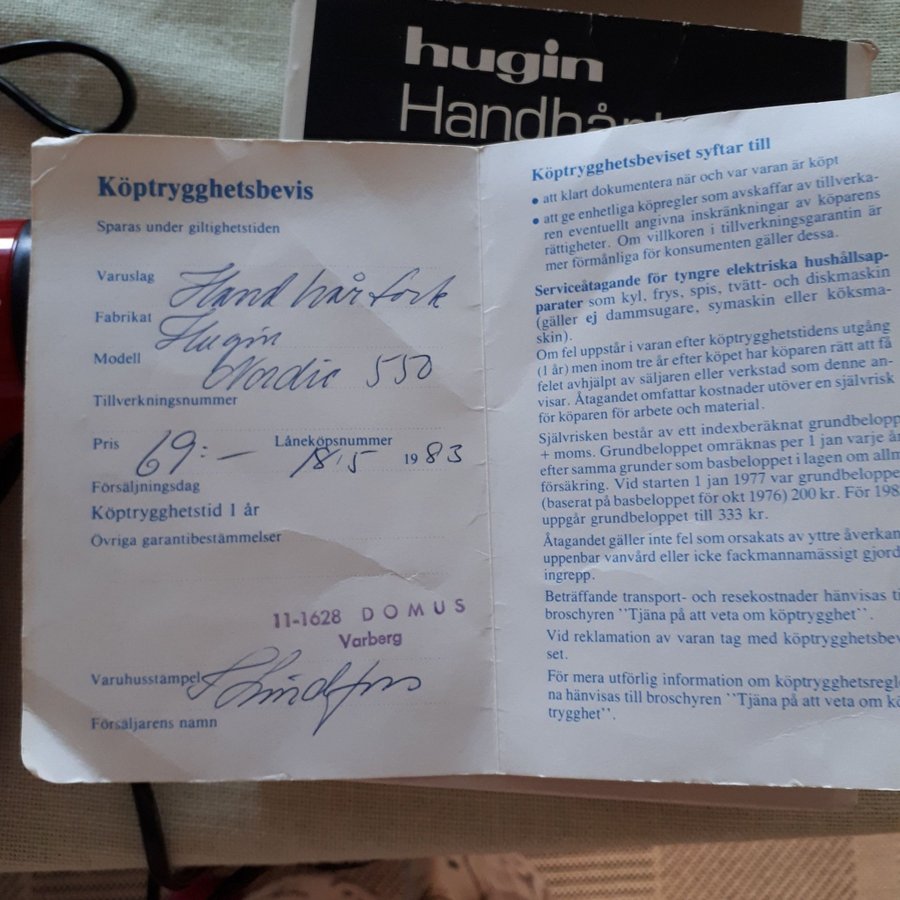 hugin
Köptrygghetsbevis
Sparas under giltighetstiden
Varuslag Hand hårtork
Fabrikat Hugin
Modell Nordic 550
Tillverkningsnummer
Pris 69:- Låneköpsnummer
18/5 1983
Försäljningsdag
Köptrygghetstid 1 år
Övriga garantibestämmelser
11-1628 DOMUS
Varberg
Varuhusstämpel
Försäljarens namn
Köptrygghetsbeviset syftar till
• att klart dokumentera när och var varan är köpt
• att ge enhetliga köpregler som avskaffar av tillverka-
ren eventuellt angivna inskränkningar av köparens
rättigheter. Om villkoren i tillverkningsgarantin är
mer förmånliga för konsumenten gäller dessa.
Serviceåtagande för tyngre elektriska hushållsap-
parater som kyl, frys, spis, tvätt- och diskmaskin
(gäller ej dammsugare, symaskin eller köksma-
skin).
Om fel uppstår i varan efter köptrygghetstidens utgång
(1 år) men inom tre år efter köpet har köparen rätt att få
felet avhjälpt av säljaren eller verkstad som denne an-
visar. Åtagandet omfattar kostnader utöver en självrisk
för köparen för arbete och material.
Självrisken består av ett indexberäknat grundbelopp
+ moms. Grundbeloppet omräknas per 1 jan varje år
efter samma grunder som basbeloppet i lagen om
försäkring. Vid starten 1 jan 1977 var grundbeloppet
(baserat på basbeloppet för okt 1976) 200 kr. För
uppgår grundbeloppet till 333 kr.
Åtagandet gäller inte fel som orsakats av yttre
uppenbar vanvård eller icke fackmannamässigt
ingrepp.
Beträffande transport- och resekostnader hänvisas
broschyren ''Tjäna på att veta om köptrygghet''.
Vid reklamation av varan tag med
set.
För mera utförlig information om
na hänvisas till broschyren ''Tjäna på att veta om
trygghet''.